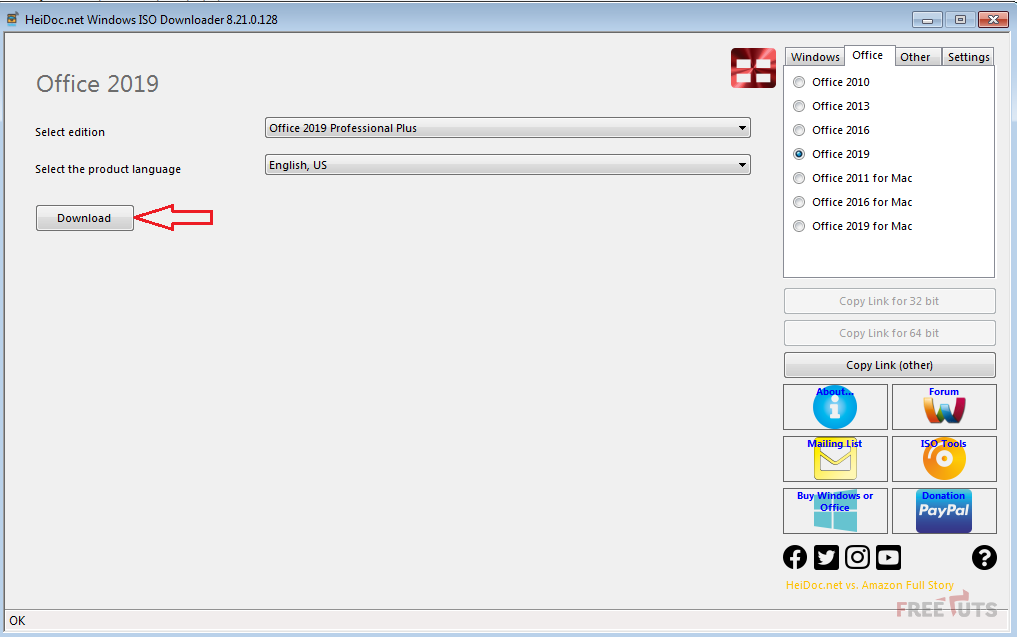 HeiDoc.net Windows ISO Downloader 8.21.0.128
Office 2019
Select edition
Office 2019 Professional Plus
Select the product language
English, US
Download
Windows
Office
Other
Settings
Office 2010
Office 2013
Office 2016
Office 2019
Office 2011 for Mac
Office 2016 for Mac
Office 2019 for Mac
Copy Link for 32 bit
Copy Link for 64 bit
Copy Link (other)
About...
Forum
Mailing List
ISO Tools
Buy Windows or
Office
Donation
PayPal
HeiDoc.net vs. Amazon Full Story
FREETUTS
OK